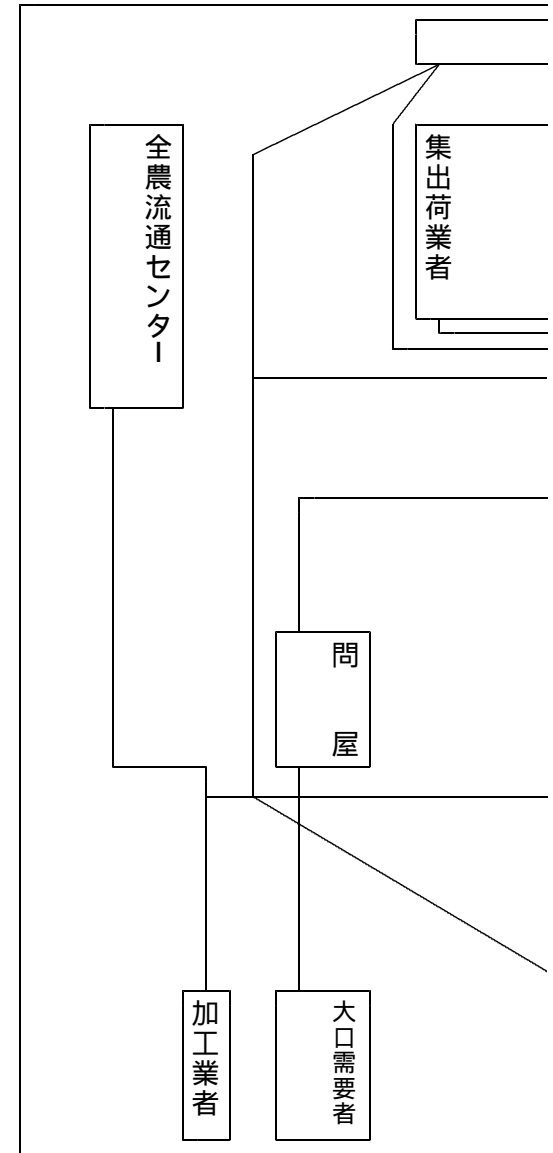 集出荷業者
全農流通センター
問屋
大口需要者
加工業者